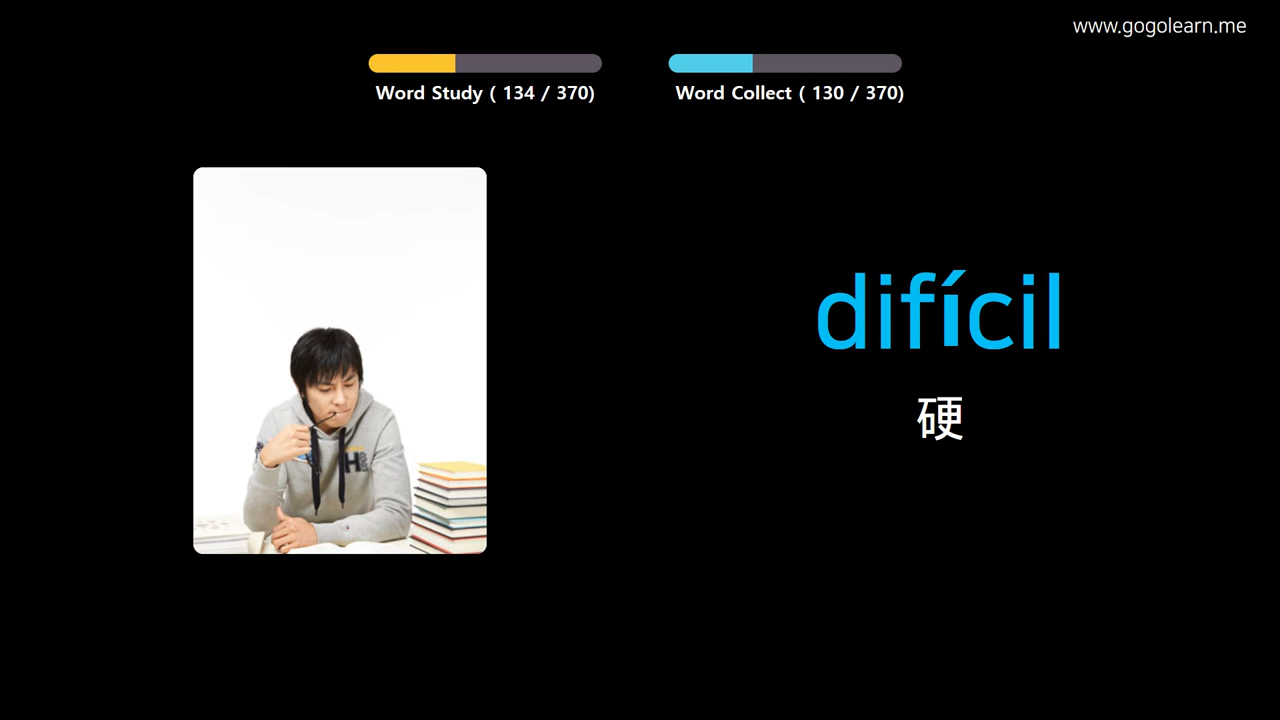 www.gogolearn.me
Word Study ( 134 / 370)
Word Collect ( 130 / 370)
difícil
硬
H